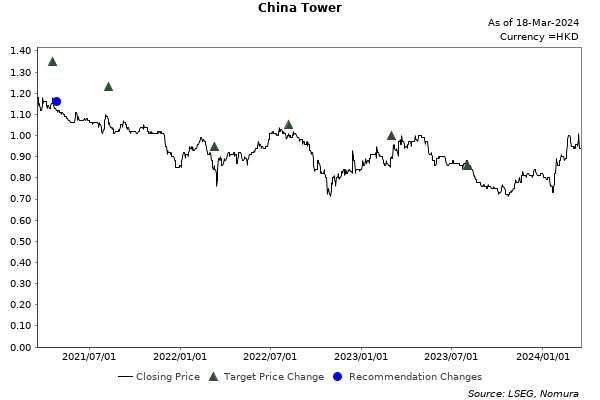 China Tower
As of 18-Mar-2024
Currency =HKD
1.40
1.30
1.20
1.10
1.00
0.90
0.80
0.70
0.60
0.50
0.40
0.30
0.20
0.10
0.00
2021/07/01 2022/01/01 2022/07/01 2023/01/01 2023/07/01 2024/01/01
Closing Price Target Price Change Recommendation Changes
Source: LSEG, Nomura